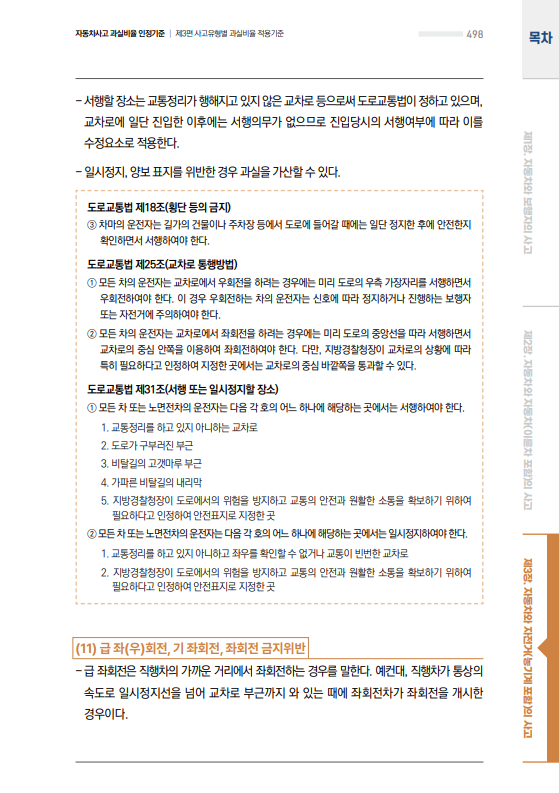 자동차사고 과실비율 인정기준 | 제3편 사고유형별 과실비율 적용기준
498
목차
- 서행할 장소는 교통정리가 행해지고 있지 않은 교차로 등으로써 도로교통법이 정하고 있으며,
교차로에 일단 진입한 이후에는 서행의무가 없으므로 진입당시의 서행여부에 따라 이를
수정요소로 적용한다.
- 일시정지, 양보 표지를 위반한 경우 과실을 가산할 수 있다.
도로교통법 제18조(횡단 등의 금지)
③ 차마의 운전자는 길가의 건물이나 주차장 등에서 도로에 들어갈 때에는 일단 정지한 후에 안전한지
확인하면서 서행하여야 한다.
도로교통법 제25조(교차로 통행방법)
① 모든 차의 운전자는 교차로에서 우회전을 하려는 경우에는 미리 도로의 우측 가장자리를 서행하면서
우회전하여야 한다. 이 경우 우회전하는 차의 운전자는 신호에 따라 정지하거나 진행하는 보행자
또는 자전거에 주의하여야 한다.
② 모든 차의 운전자는 교차로에서 좌회전을 하려는 경우에는 미리 도로의 중앙선을 따라 서행하면서
교차로의 중심 안쪽을 이용하여 좌회전하여야 한다. 다만, 지방경찰청장이 교차로의 상황에 따라
특히 필요하다고 인정하여 지정한 곳에서는 교차로의 중심 바깥쪽을 통과할 수 있다.
도로교통법 제31조(서행 또는 일시정지할 장소)
① 모든 차 또는 노면전차의 운전자는 다음 각 호의 어느 하나에 해당하는 곳에서는 서행하여야 한다.
1. 교통정리를 하고 있지 아니하는 교차로
2. 도로가 구부러진 부근
3. 비탈길의 고갯마루 부근
4. 가파른 비탈길의 내리막
5. 지방경찰청장이 도로에서의 위험을 방지하고 교통의 안전과 원활한 소통을 확보하기 위하여
필요하다고 인정하여 안전표지로 지정한 곳
② 모든 차 또는 노면전차의 운전자는 다음 각 호의 어느 하나에 해당하는 곳에서는 일시정지하여야 한다.
1. 교통정리를 하고 있지 아니하고 좌우를 확인할 수 없거나 교통이 빈번한 교차로
2. 지방경찰청장이 도로에서의 위험을 방지하고 교통의 안전과 원활한 소통을 확보하기 위하여
필요하다고 인정하여 안전표지로 지정한 곳
(11) 급 좌(우)회전, 기 좌회전, 좌회전 금지위반
- 급 좌회전은 직행차의 가까운 거리에서 좌회전하는 경우를 말한다. 예컨대, 직행차가 통상의
속도로 일시정지선을 넘어 교차로 부근까지 와 있는 때에 좌회전차가 좌회전을 개시한
경우이다.
제1장. 자동차와 보행자의 사고
제2장. 자동차와 자동차(이륜차 포함)의 사고
제3장. 자동차와 자전거(농기계 포함)의 사고